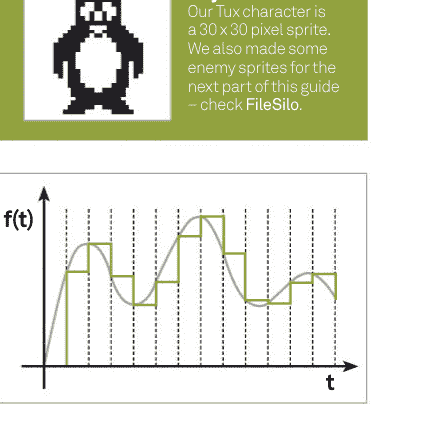 Our Tux character is
a 30 x 30 pixel sprite.
We also made some
enemy sprites for the
next part of this guide
– check FileSilo.
f(t)
t